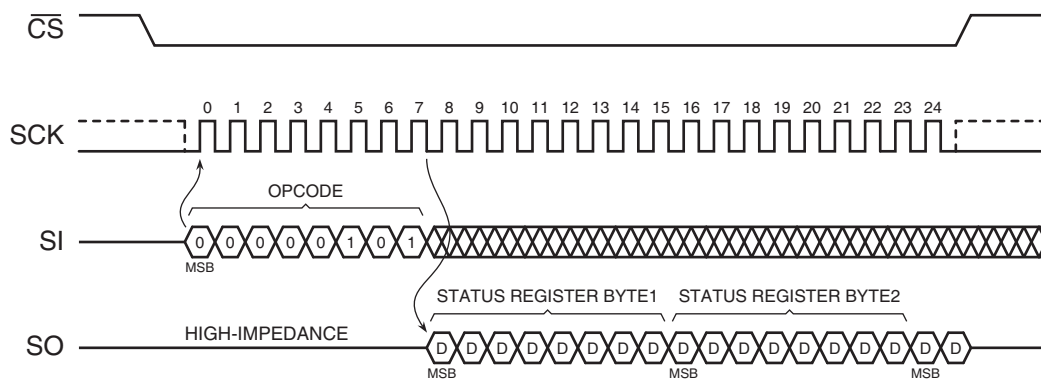 CS
0 1 2 3 4 5 6 7 8 9 10 11 12 13 14 15 16 17 18 19 20 21 22 23 24
SCK
OPCODE
SI 0 0 0 0 0 1 0 1
MSB
STATUS REGISTER BYTE1 STATUS REGISTER BYTE2
HIGH-IMPEDANCE
SO D D D D D D D D D D D D D D D D D D
MSB MSB MSB